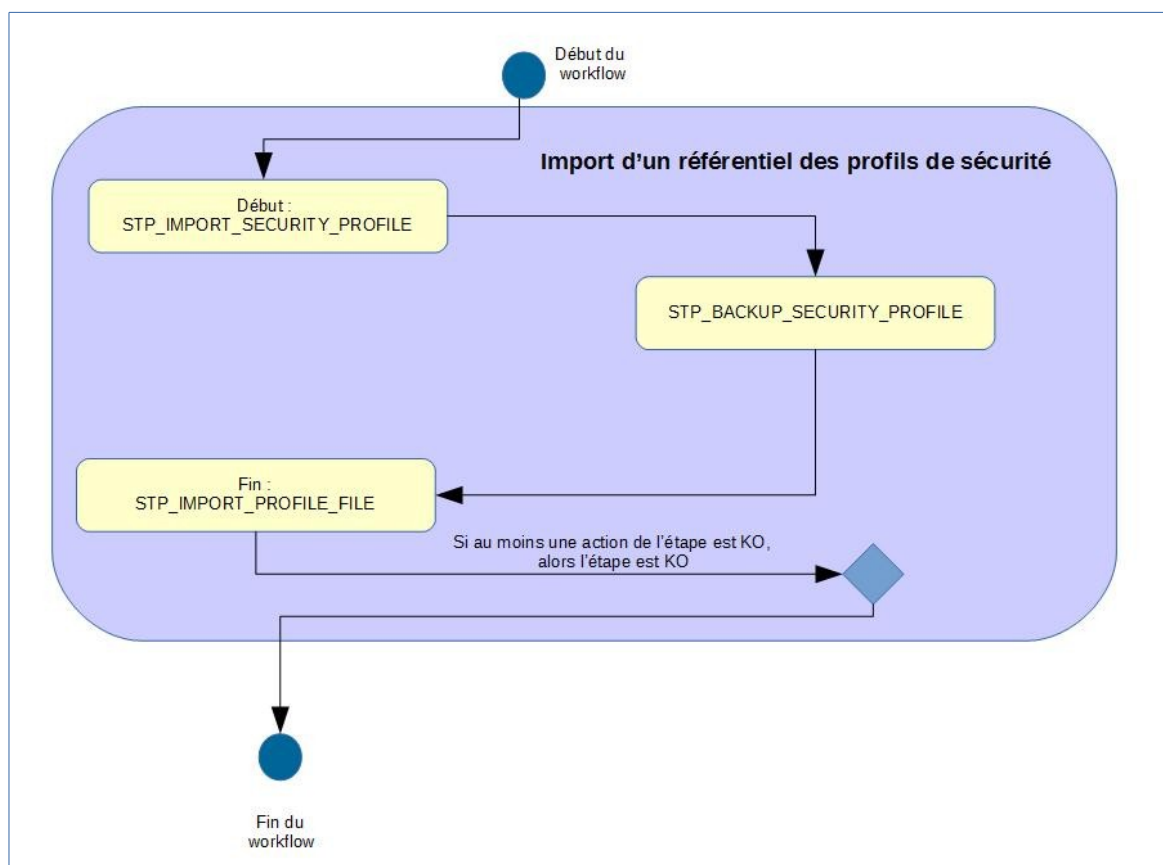 Début du
workflow
Import d'un référentiel des profils de sécurité
Début :
STP_IMPORT_SECURITY_PROFILE
STP_BACKUP_SECURITY_PROFILE
Fin :
STP_IMPORT_PROFILE_FILE
Si au moins une action de l'étape est KO,
alors l'étape est KO
Fin du
workflow